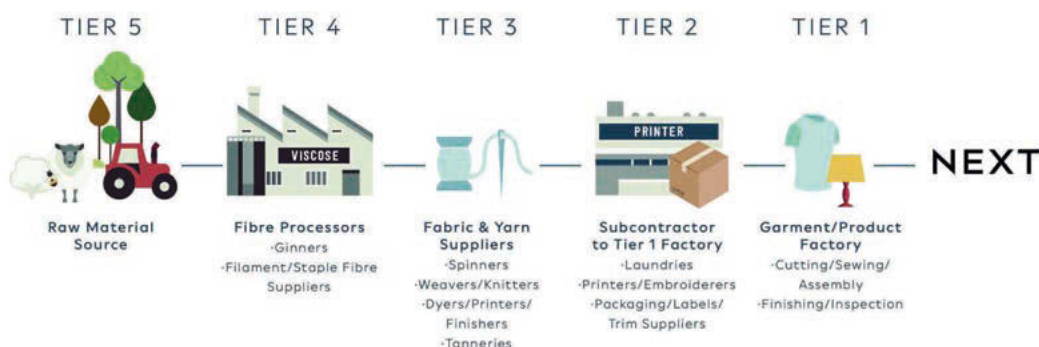 TIER 5
TIER 4
TIER 3
TIER 2
TIER 1
VISCOSE
PRINTER
NEXT
Raw Material
Source
Fibre Processors
·Ginners
·Filament/Staple Fibre
Suppliers
Fabric & Yarn
Suppliers
·Spinners
·Weavers/Knitters
·Dyers/Printers/
Finishers
·Tanneries
Subcontractor
to Tier 1 Factory
·Laundries
·Printers/Embroiderers
·Packaging/Labels/
Trim Suppliers
Garment/Product
Factory
·Cutting/Sewing/
Assembly
·Finishing/Inspection